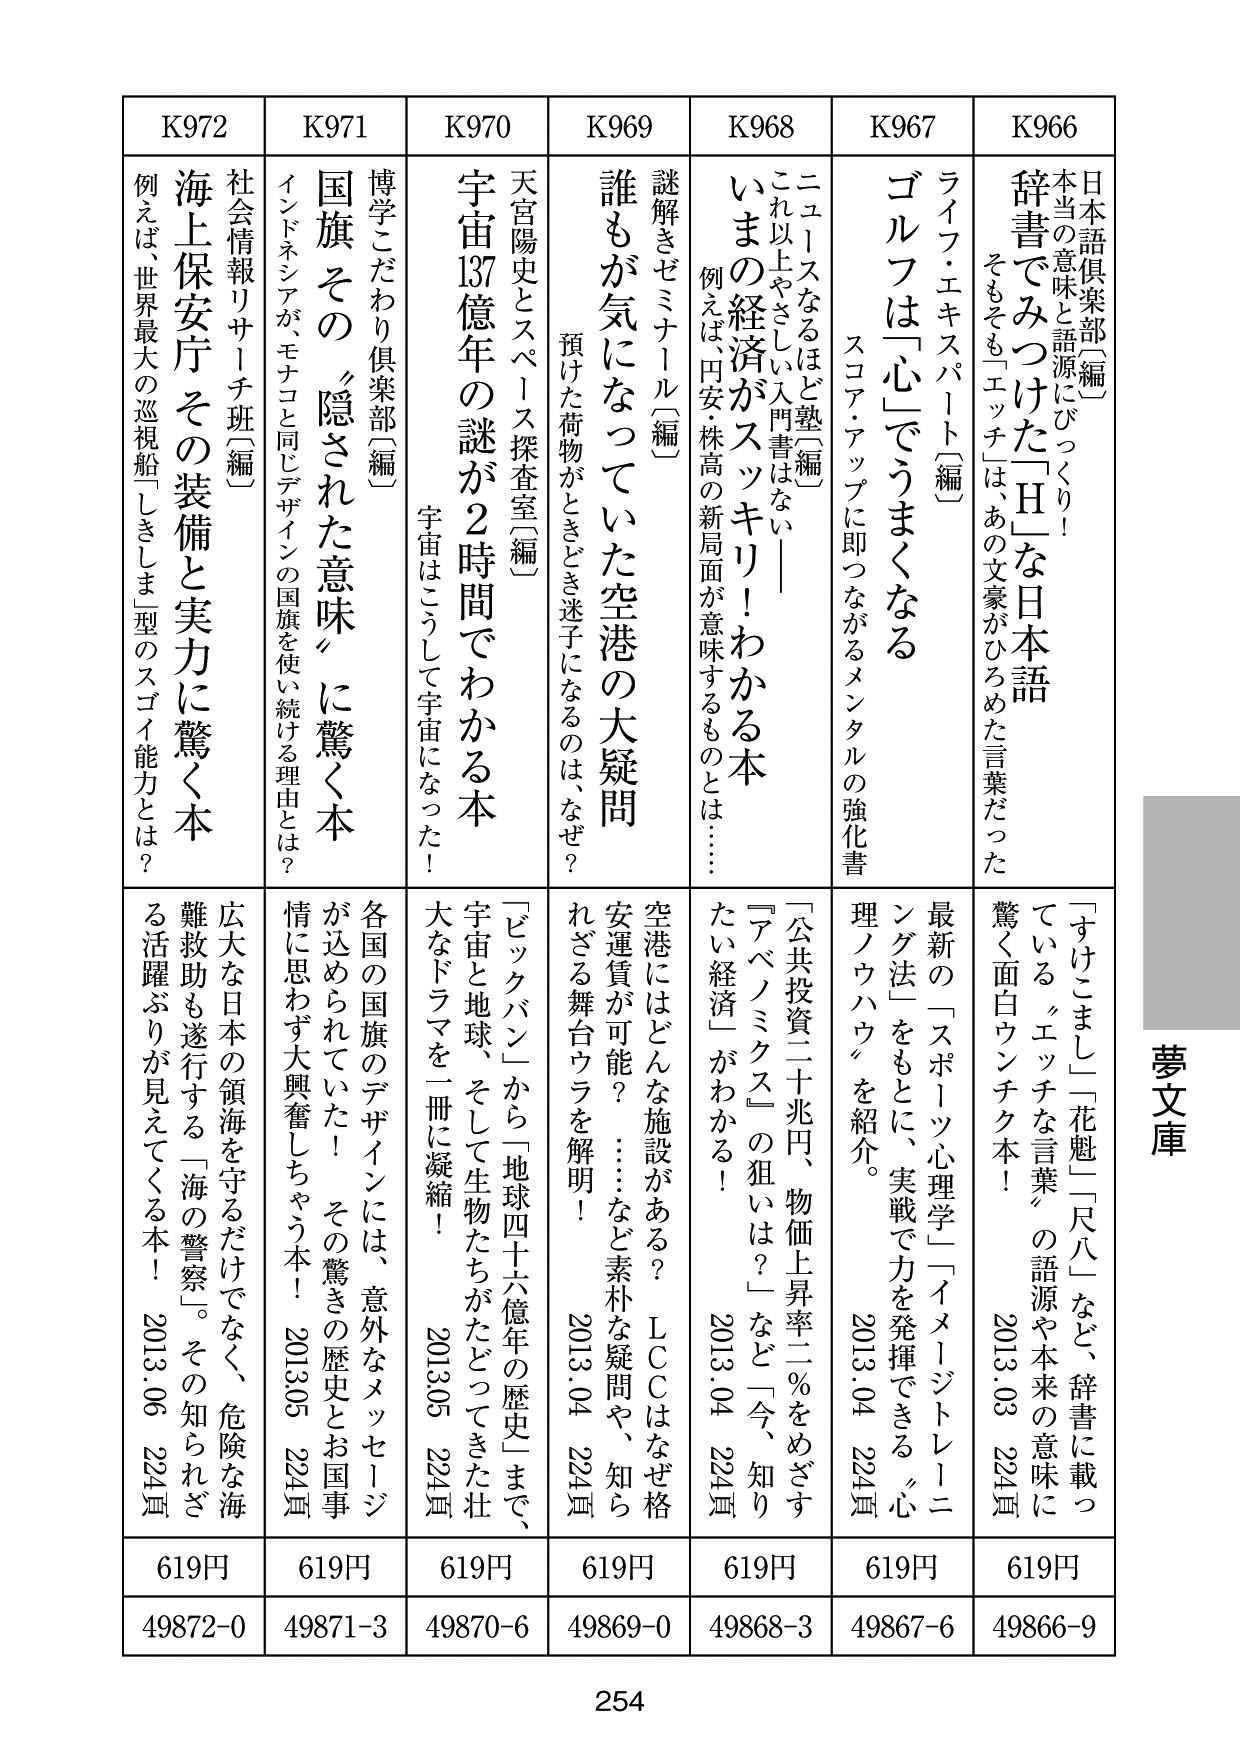 夢文庫
K966
日本語倶楽部〔編〕
本当の意味と語源にびっくり！
辞書でみつけた「H」な日本語
そもそも「エッチ」は、あの文豪がひろめた言葉だった
「すけこまし」「花魁」「尺八」など、辞書に載っ
ている〝エッチな言葉〟の語源や本来の意味に
驚く面白ウンチク本！　2013.03　224頁
619円
49866-9
K967
ライフ・エキスパート〔編〕
ゴルフは「心」でうまくなる
スコア・アップに即つながるメンタルの強化書
最新の「スポーツ心理学」「イメージトレーニ
ング法」をもとに、実戦で力を発揮できる〝心
理ノウハウ〟を紹介。　2013.04　224頁
619円
49867-6
K968
ニュースなるほど塾〔編〕
これ以上やさしい入門書はない――
いまの経済がスッキリ！わかる本
例えば、円安・株高の新局面が意味するものとは……
「公共投資二十兆円、物価上昇率二％をめざす
『アベノミクス』の狙いは？」など「今、知り
たい経済」がわかる！　2013.04　224頁
619円
49868-3
K969
謎解きゼミナール〔編〕
誰もが気になっていた空港の大疑問
預けた荷物がときどき迷子になるのは、なぜ？
空港にはどんな施設がある？　ＬＣＣはなぜ格
安運賃が可能？　……など素朴な疑問や、知ら
れざる舞台ウラを解明！　2013.04　224頁
619円
49869-0
K970
天宮陽史とスペース探査室〔編〕
宇宙137億年の謎が２時間でわかる本
宇宙はこうして宇宙になった！
「ビックバン」から「地球四十六億年の歴史」まで、
宇宙と地球、そして生物たちがたどってきた壮
大なドラマを一冊に凝縮！　2013.05　224頁
619円
49870-6
K971
博学こだわり倶楽部〔編〕
国旗 その〝隠された意味〟に驚く本
インドネシアが、モナコと同じデザインの国旗を使い続ける理由とは？
各国の国旗のデザインには、意外なメッセージ
が込められていた！　その驚きの歴史とお国事
情に思わず大興奮しちゃう本！　2013.05　224頁
619円
49871-3
K972
社会情報リサーチ班〔編〕
海上保安庁 その装備と実力に驚く本
例えば、世界最大の巡視船「しきしま」型のスゴイ能力とは？
広大な日本の領海を守るだけでなく、危険な海
難救助も遂行する「海の警察」。その知られざ
る活躍ぶりが見えてくる本！　2013.06　224頁
619円
49872-0
254